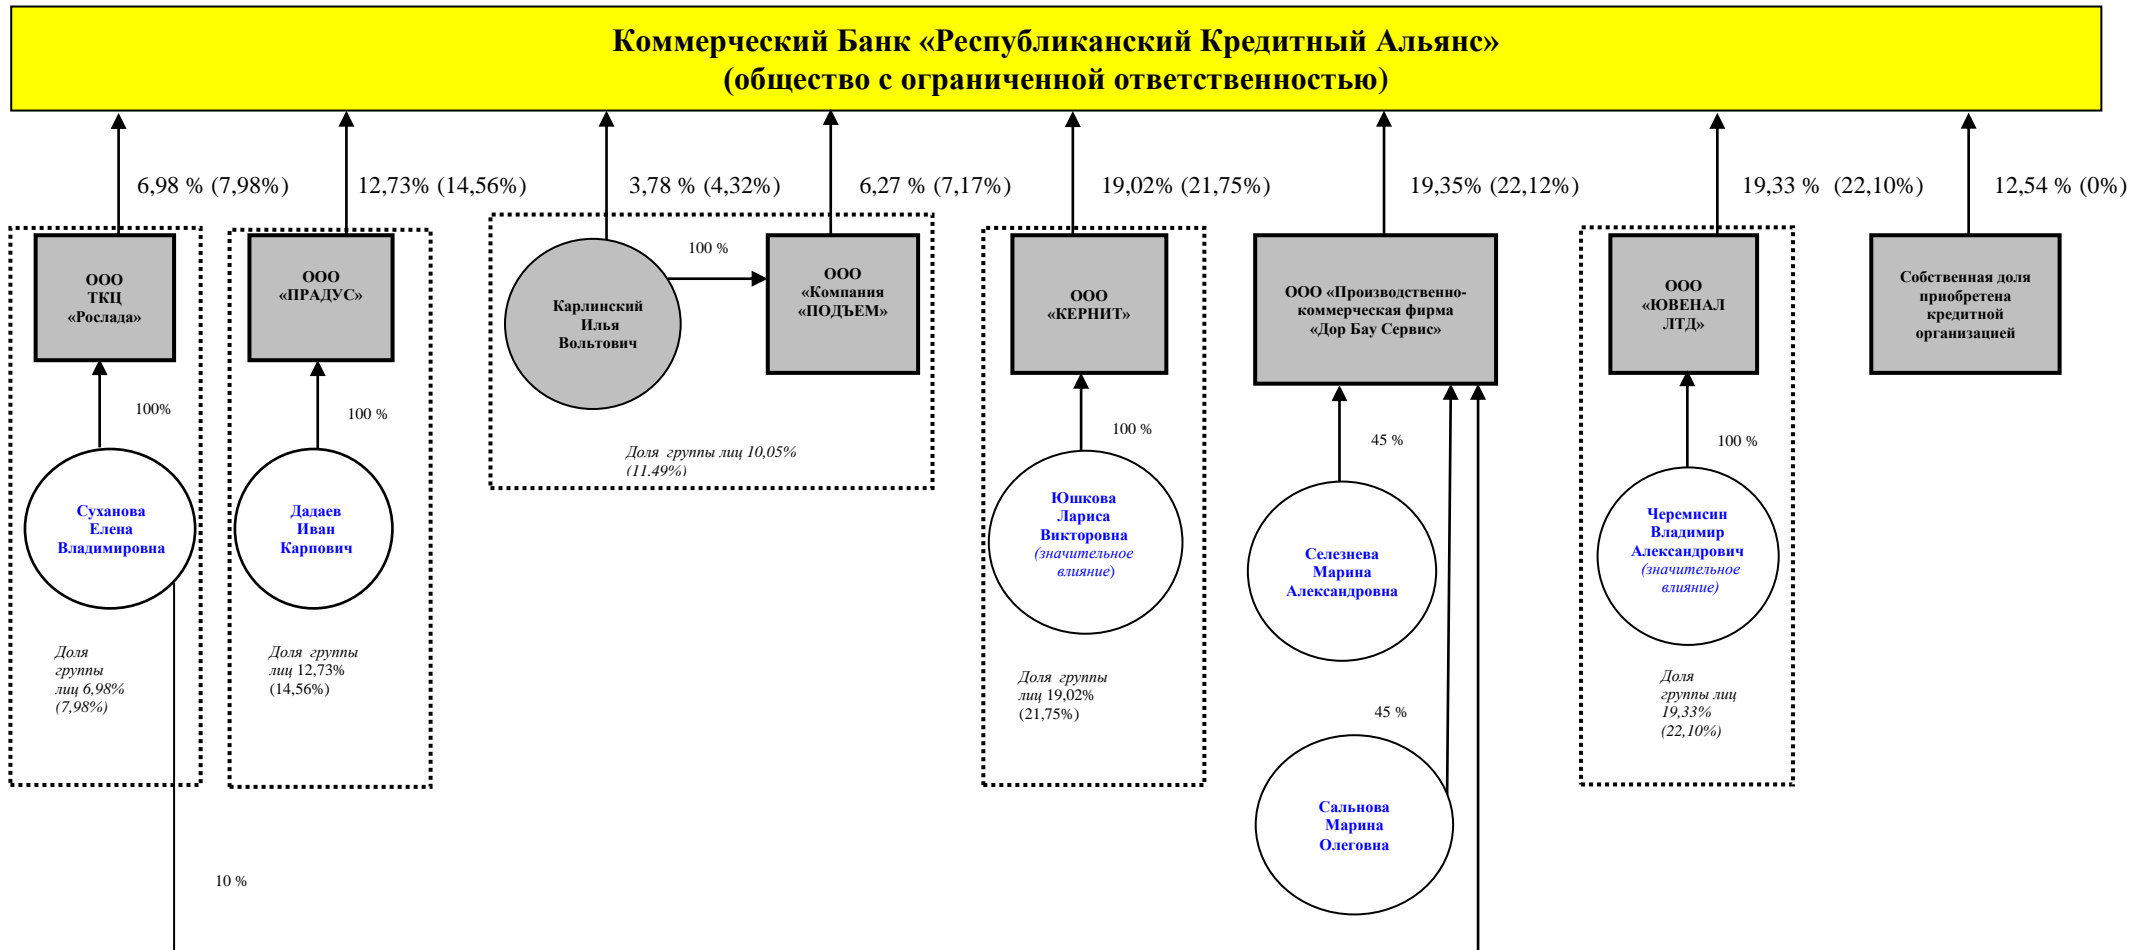 Коммерческий Банк «Республиканский Кредитный Альянс»
(общество с ограниченной ответственностью)
6,98 % (7,98%)
12,73% (14,56%)
3,78 % (4,32%)
6,27 % (7,17%)
19,02% (21,75%)
19,35% (22,12%)
19,33 % (22,10%)
12,54 % (0%)
ООО
ТКЦ
«Рослада»
ООО
«ПРАДУС»
Карлинский
Илья
Вольтович
100 %
ООО
«Компания
«ПОДЪЕМ»
ООО
«КЕРНИТ»
ООО «Производственно-
коммерческая фирма
«Дор Бау Сервис»
ООО
«ЮВЕНАЛ
ЛТД»
Собственная доля
приобретена
кредитной
организацией
100%
100 %
Доля группы лиц 10,05%
(11.49%)
100 %
45 %
100 %
Суханова
Елена
Владимировна
Дадаев
Иван
Карпович
Юшкова
Лариса
Викторовна
(значительное
влияние)
Селезнева
Марина
Александровна
Черемисин
Владимир
Александрович
(значительное
влияние)
Доля
группы
лиц 6,98%
(7,98%)
Доля группы
лиц 12,73%
(14,56%)
Доля группы
лиц 19,02%
(21,75%)
45 %
Доля
группы лиц
19,33%
(22,10%)
Сальнова
Марина
Олеговна
10 %